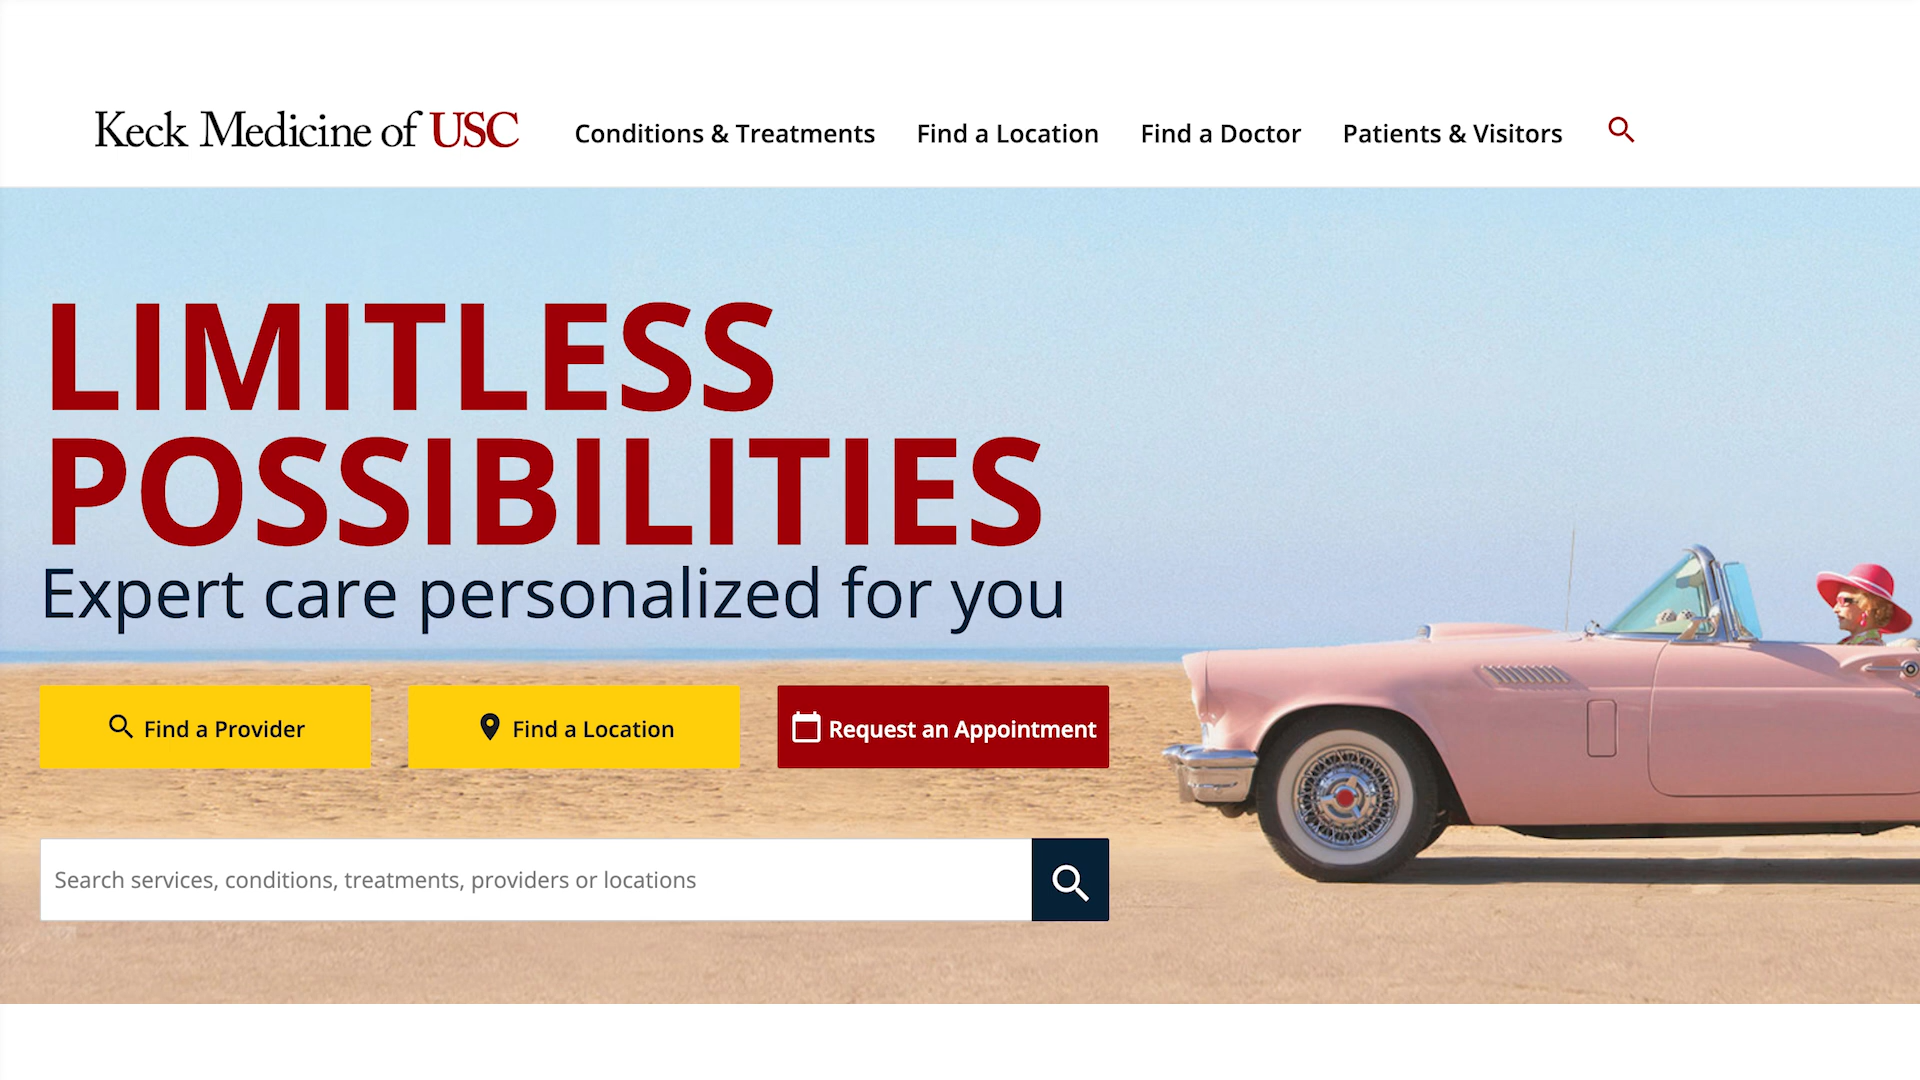 Keck Medicine of USC
Conditions & Treatments
Find a Location
Find a Doctor
Patients & Visitors
LIMITLESS
POSSIBILITIES
Expert care personalized for you
Find a Provider
Find a Location
Request an Appointment
Search services, conditions, treatments, providers or locations